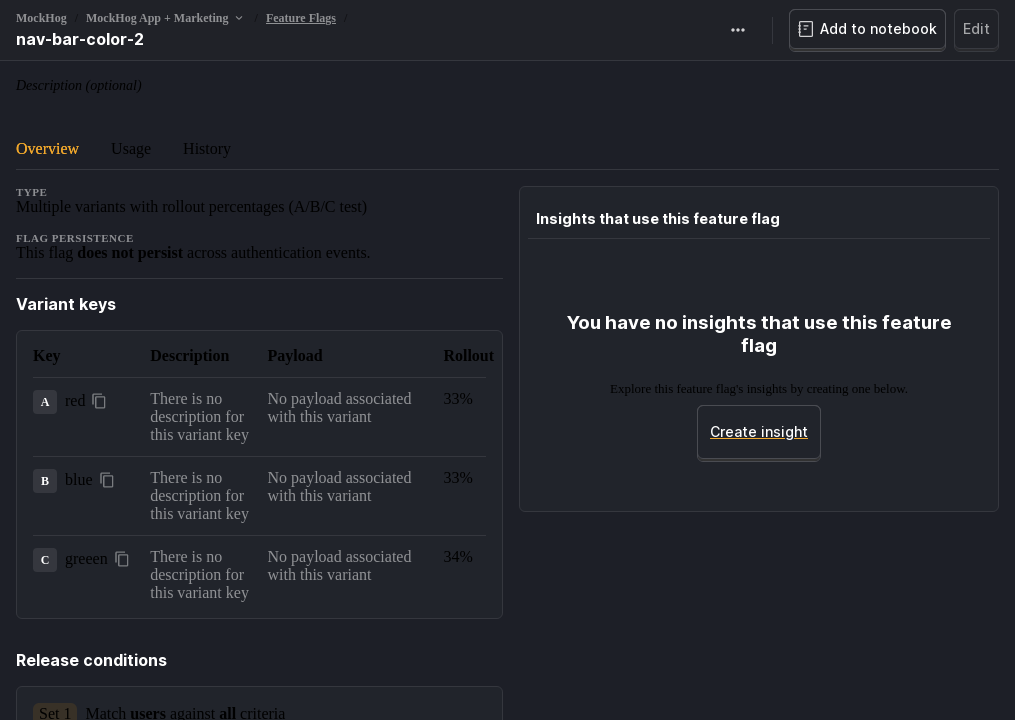 MockHog / MockHog App + Marketing / Feature Flags /
nav-bar-color-2
Add to notebook
Edit
Description (optional)
Overview Usage History
TYPE
Multiple variants with rollout percentages (A/B/C test)
FLAG PERSISTENCE
This flag does not persist across authentication events.
Variant keys
Key Description Payload Rollout
A red There is no description for this variant key No payload associated with this variant 33%
B blue There is no description for this variant key No payload associated with this variant 33%
C greeen There is no description for this variant key No payload associated with this variant 34%
Release conditions
Set 1 Match users against all criteria
Insights that use this feature flag
You have no insights that use this feature
flag
Explore this feature flag's insights by creating one below.
Create insight